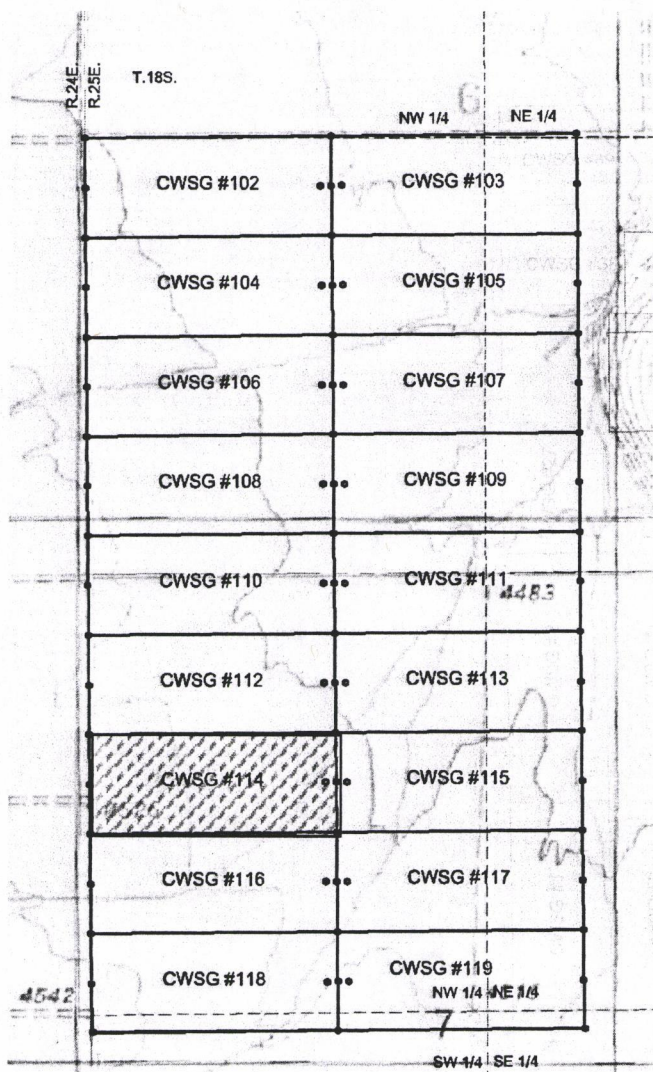 R.24E.
R.25E.
T.18S.
6
NW 1/4 NE 1/4
CWSG #102 CWSG #103
CWSG #104 CWSG #105
CWSG #106 CWSG #107
CWSG #108 CWSG #109
CWSG #110 CWSG #111
4483
CWSG #112 CWSG #113
CWSG #114 CWSG #115
CWSG #116 CWSG #117
CWSG #118 CWSG #119
4542 NW 1/4 NE 1/4
7
SW 1/4 SE 1/4